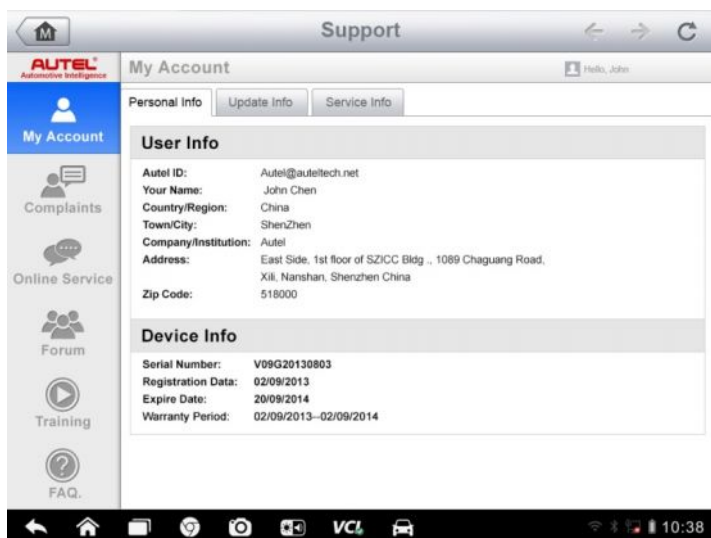 M
Support
AUTEL
Automotive Intelligence
My Account
Hello, John
Personal Info
Update Info
Service Info
My Account
Complaints
Online Service
Forum
Training
FAQ.
User Info
Autel ID: Autel@auteltech.net
Your Name: John Chen
Country/Region: China
Town/City: ShenZhen
Company/Institution: Autel
Address: East Side, 1st floor of SZICC Bldg ., 1089 Chaguang Road,
Xili, Nanshan, Shenzhen China
Zip Code: 518000
Device Info
Serial Number: V09G20130803
Registration Data: 02/09/2013
Expire Date: 20/09/2014
Warranty Period: 02/09/2013--02/09/2014
VCI
10:38